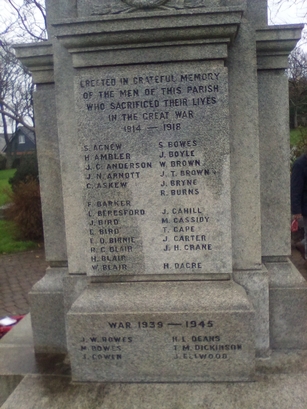 ERECTED IN GRATEFUL MEMORY
OF THE MEN OF THIS PARISH
WHO SACRIFICED THEIR LIVES
IN THE GREAT WAR
1914 — 1918
S. AGNEW
H. AMBLER
J. C. ANDERSON
J. N. ARNOTT
C. ASKEW
F. BARKER
L. BERESFORD
J. BIRD
L. BIRD
E. O. BIRNIE
H. C. BLAIR
H. BLAIR
W. BLAIR
S. BOWES
J. BOYLE
W. BROWN
J. T. BROWN
J. BRYNE
R. BURNS
J. CAHILL
M. CASSIDY
T. CAPE
J. CARTER
J. H. CRANE
H. DACRE
WAR 1939 — 1945
J. W. BOWES
BOWES
COWEN
DEANS
DICKINSON
J. ELLWOOD